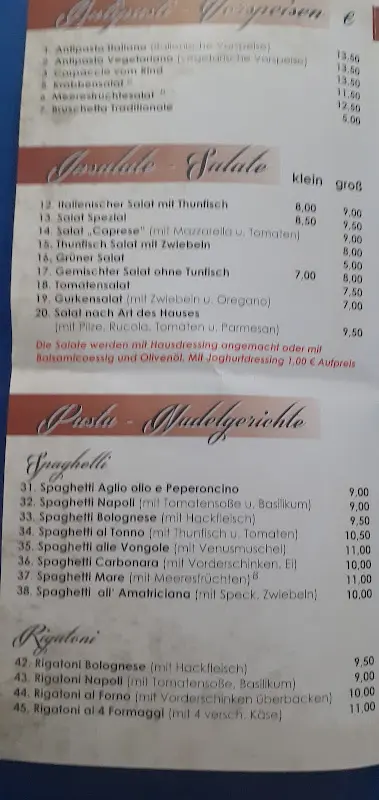 Antipasti - Vorspeisen €
1. Antipasto Italiana (Italienische Vorspeise) 13,50
2. Antipasto Vegetariana (vegetarische Vorspeise) 13,50
3. Carpaccio vom Rind 13,50
5. Krabbensalat 11,50
6. Meeresfrüchtesalat 12,50
7. Bruschetta Traditionale 5,00
Insalate - Salate klein groß
12. Italienischer Salat mit Thunfisch 8,00 9,00
13. Salat Spezial 8,50 9,50
14. Salat „Caprese" (mit Mazzarella u. Tomaten) 9,00
15. Thunfisch Salat mit Zwiebeln 8,00
16. Grüner Salat 5,00
17. Gemischter Salat ohne Tunfisch 7,00 8,00
18. Tomatensalat 7,50
19. Gurkensalat (mit Zwiebeln u. Oregano) 7,00
20. Salat nach Art des Hauses
(mit Pilze, Rucola, Tomaten u. Parmesan) 9,50
Die Salate werden mit Hausdressing angemacht oder mit
Balsamicoessig und Olivenöl. Mit Joghurtdressing 1,00 € Aufpreis
Pasta - Nudelgerichte
Spaghetti
31. Spaghetti Aglio olio e Peperoncino 9,00
32. Spaghetti Napoli (mit Tomatensoße u. Basilikum) 9,00
33. Spaghetti Bolognese (mit Hackfleisch) 9,50
34. Spaghetti al Tonno (mit Thunfisch u. Tomaten) 10,50
35. Spaghetti alle Vongole (mit Venusmuschel) 11,00
36. Spaghetti Carbonara (mit Vorderschinken, Ei) 10,00
37. Spaghetti Mare (mit Meeresfrüchten) 8 11,00
38. Spaghetti all' Amatriciana (mit Speck, Zwiebeln) 10,00
Rigatoni
42. Rigatoni Bolognese (mit Hackfleisch) 9,50
43. Rigatoni Napoli (mit Tomatensoße, Basilikum) 9,00
44. Rigatoni al Forno (mit Vorderschinken überbacken) 10,00
45. Rigatoni al 4 Formaggi (mit 4 versch. Käse) 11,00